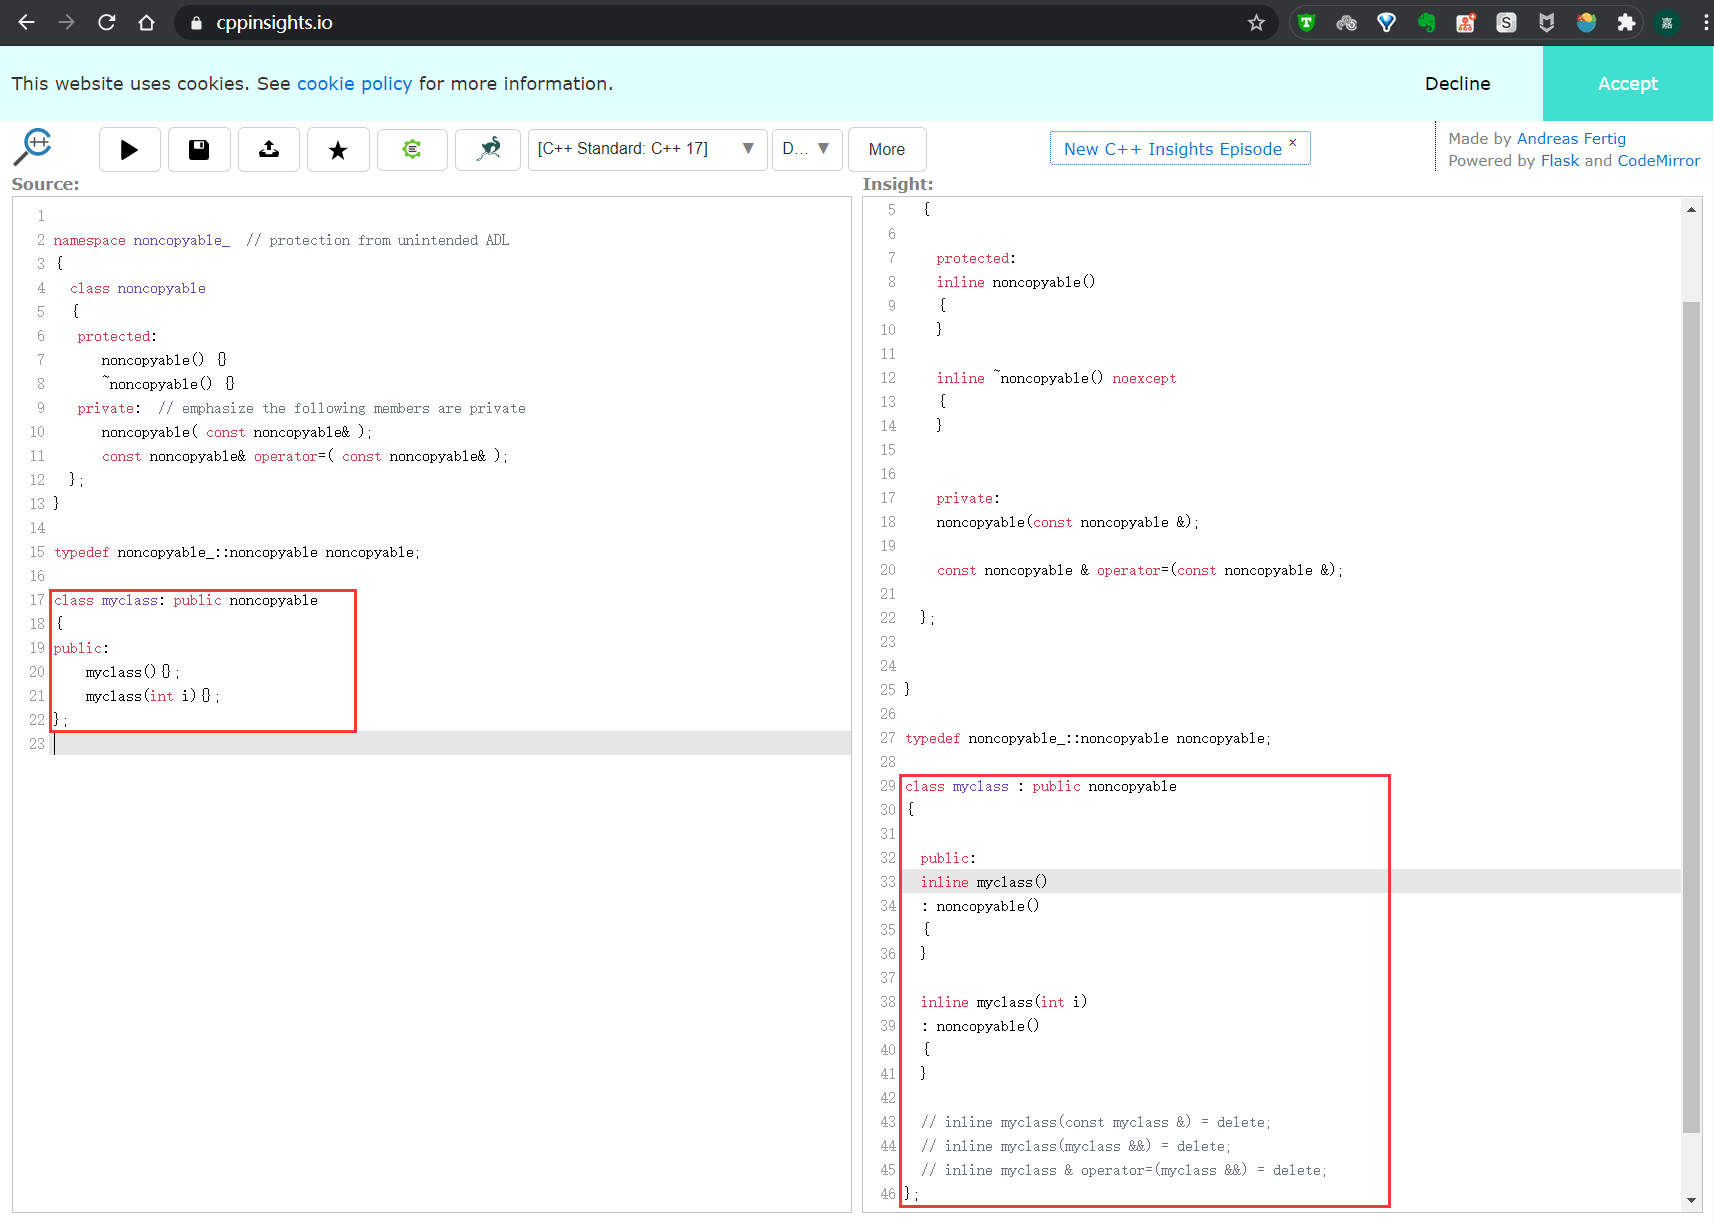 cppinsights.io
This website uses cookies. See cookie policy for more information.
Decline
Accept
[C++ Standard: C++ 17]
D...
More
New C++ Insights Episode ×
Made by Andreas Fertig
Powered by Flask and CodeMirror
Source:
1
2 namespace noncopyable_  // protection from unintended ADL
3 {
4 class noncopyable
5 {
6 protected:
7 noncopyable() {}
8 ~noncopyable() {}
9 private:  // emphasize the following members are private
10 noncopyable( const noncopyable& );
11 const noncopyable& operator=( const noncopyable& );
12 };
13 }
14
15 typedef noncopyable_::noncopyable noncopyable;
16
17 class myclass: public noncopyable
18 {
19 public:
20 myclass(){};
21 myclass(int i){};
22 };
23
Insight:
5 {
6
7 protected:
8 inline noncopyable()
9 {
10 }
11
12 inline ~noncopyable() noexcept
13 {
14 }
15
16
17 private:
18 noncopyable(const noncopyable &);
19
20 const noncopyable & operator=(const noncopyable &);
21
22 };
23
24
25 }
26
27 typedef noncopyable_::noncopyable noncopyable;
28
29 class myclass : public noncopyable
30 {
31
32 public:
33 inline myclass()
34 : noncopyable()
35 {
36 }
37
38 inline myclass(int i)
39 : noncopyable()
40 {
41 }
42
43 // inline myclass(const myclass &) = delete;
44 // inline myclass(myclass &&) = delete;
45 // inline myclass & operator=(myclass &&) = delete;
46 };